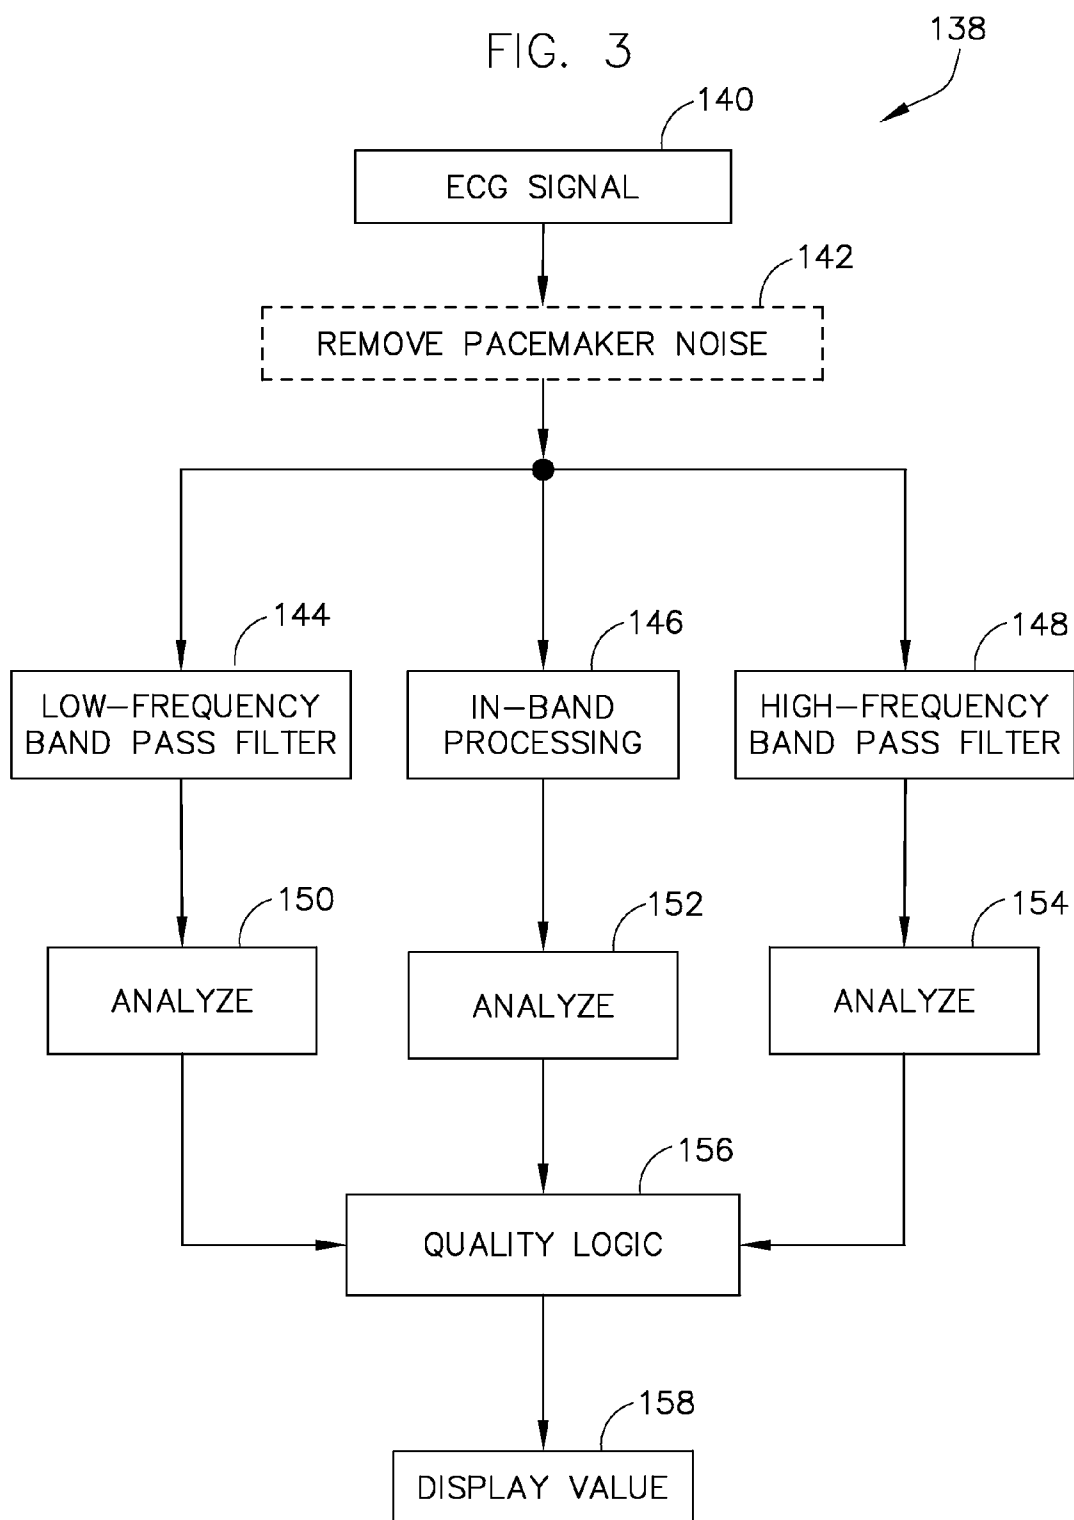 FIG. 3
138
140
ECG SIGNAL
142
REMOVE PACEMAKER NOISE
144
146
148
LOW-FREQUENCY
BAND PASS FILTER
IN-BAND
PROCESSING
HIGH-FREQUENCY
BAND PASS FILTER
150
152
154
ANALYZE
ANALYZE
ANALYZE
156
QUALITY LOGIC
158
DISPLAY VALUE